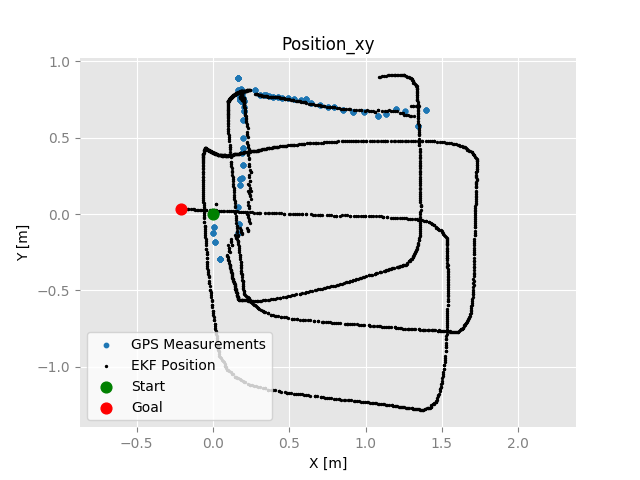 Position_xy
1.0
0.5
0.0
−0.5
−1.0
Y [m]
GPS Measurements
EKF Position
Start
Goal
−0.5 0.0 0.5 1.0 1.5 2.0
X [m]